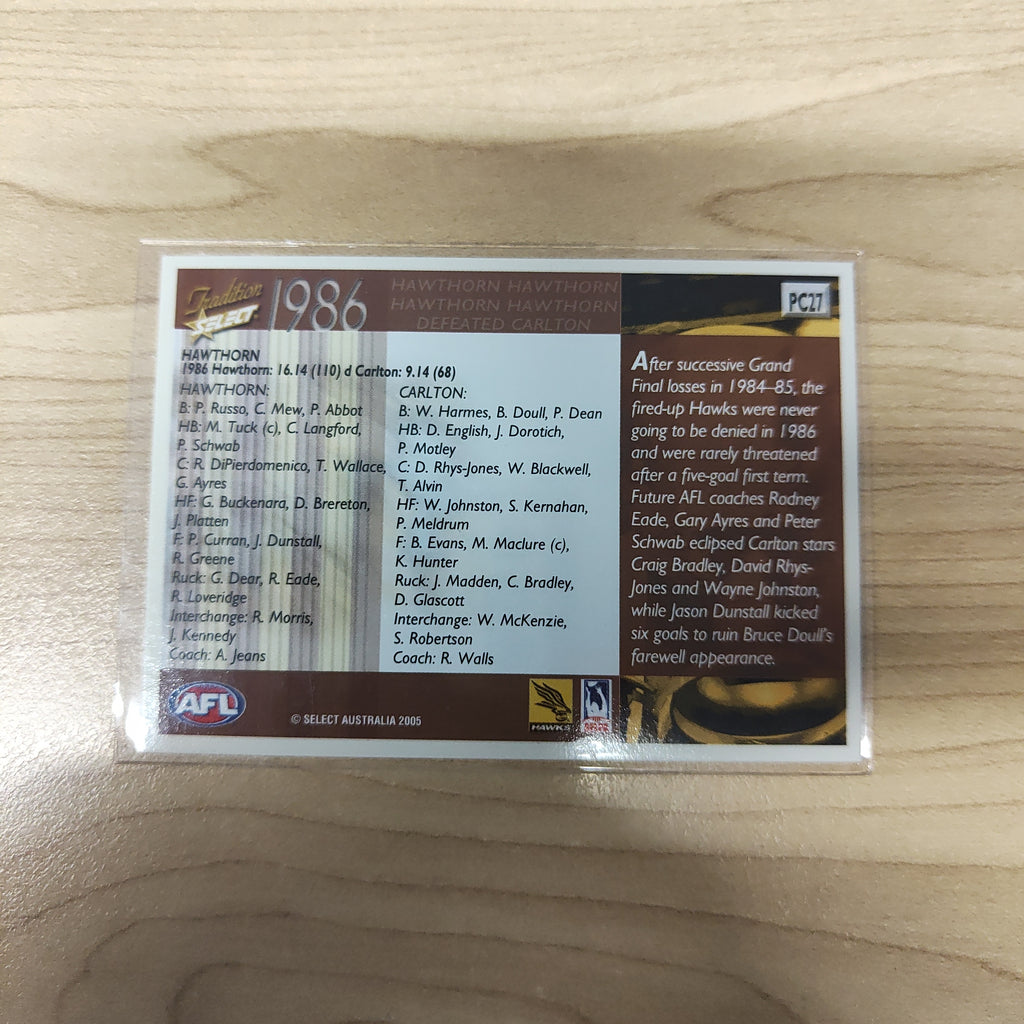 Tradition
SELECT
1986
HAWTHORN HAWTHORN
HAWTHORN HAWTHORN
DEFEATED CARLTON
PC27
HAWTHORN
1986 Hawthorn: 16.14 (110) d Carlton: 9.14 (68)
HAWTHORN:
B: P. Russo, C. Mew, P. Abbot
HB: M. Tuck (c), C. Langford,
P. Schwab
C: R. DiPierdomenico, T. Wallace,
G. Ayres
HF: G. Buckenara, D. Brereton,
J. Platten
F: P. Curran, J. Dunstall,
R. Greene
Ruck: G. Dear, R. Eade,
R. Loveridge
Interchange: R. Morris,
J. Kennedy
Coach: A. Jeans
CARLTON:
B: W. Harmes, B. Doull, P. Dean
HB: D. English, J. Dorotich,
P. Motley
C: D. Rhys-Jones, W. Blackwell,
T. Alvin
HF: W. Johnston, S. Kernahan,
P. Meldrum
F: B. Evans, M. Maclure (c),
K. Hunter
Ruck: J. Madden, C. Bradley,
D. Glascott
Interchange: W. McKenzie,
S. Robertson
Coach: R. Walls
After successive Grand
Final losses in 1984–85, the
fired-up Hawks were never
going to be denied in 1986
and were rarely threatened
after a five-goal first term.
Future AFL coaches Rodney
Eade, Gary Ayres and Peter
Schwab eclipsed Carlton stars
Craig Bradley, David Rhys-
Jones and Wayne Johnston,
while Jason Dunstall kicked
six goals to ruin Bruce Doull's
farewell appearance.
AFL
© SELECT AUSTRALIA 2005
HAWKS